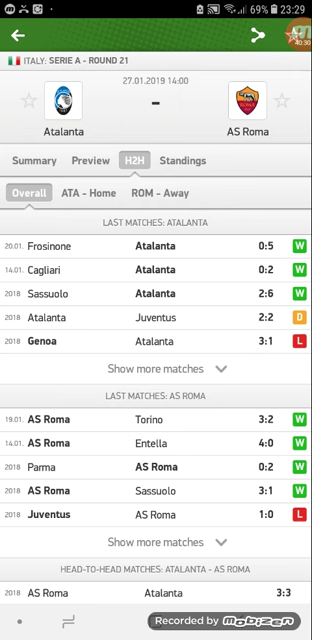 69% 23:29
40:30
ITALY: SERIE A - ROUND 21
27.01.2019 14:00
-
Atalanta AS Roma
Summary Preview H2H Standings
Overall ATA - Home ROM - Away
LAST MATCHES: ATALANTA
20.01. Frosinone Atalanta 0:5 W
14.01. Cagliari Atalanta 0:2 W
2018 Sassuolo Atalanta 2:6 W
2018 Atalanta Juventus 2:2 D
2018 Genoa Atalanta 3:1 L
Show more matches
LAST MATCHES: AS ROMA
19.01. AS Roma Torino 3:2 W
14.01. AS Roma Entella 4:0 W
2018 Parma AS Roma 0:2 W
2018 AS Roma Sassuolo 3:1 W
2018 Juventus AS Roma 1:0 L
Show more matches
HEAD-TO-HEAD MATCHES: ATALANTA - AS ROMA
2018 AS Roma Atalanta 3:3
Recorded by Mobizen